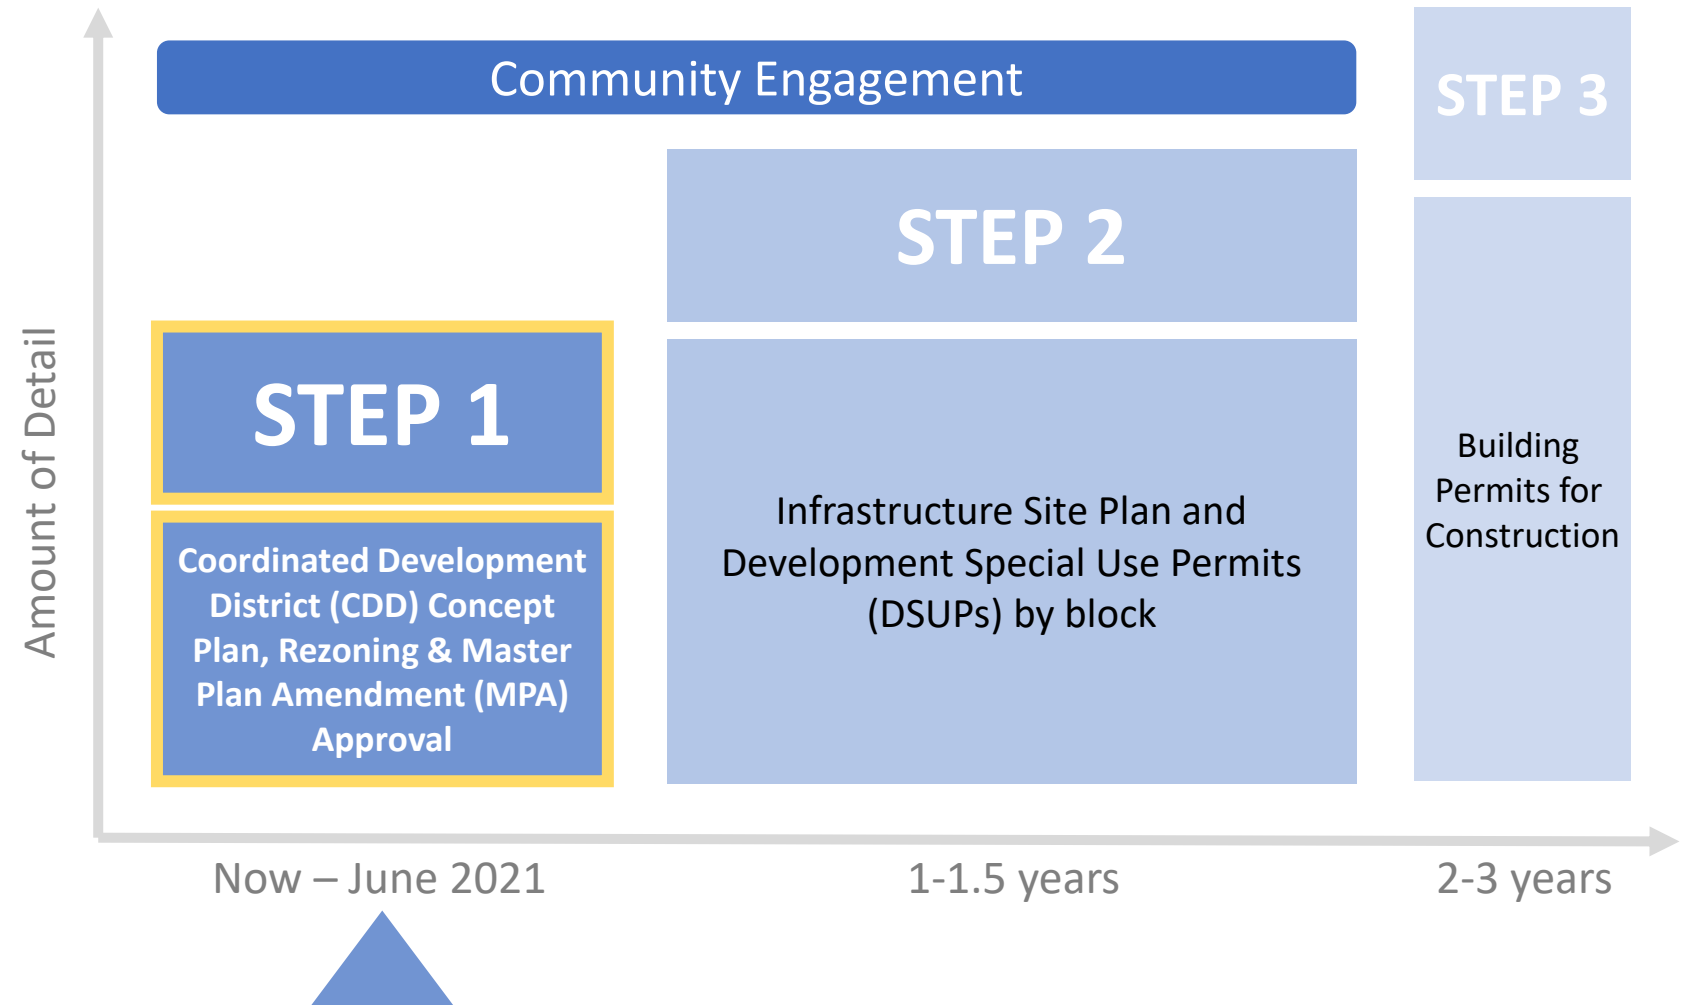 Community Engagement
STEP 3
STEP 2
STEP 1
Coordinated Development
District (CDD) Concept
Plan, Rezoning & Master
Plan Amendment (MPA)
Approval
Infrastructure Site Plan and
Development Special Use Permits
(DSUPs) by block
Building
Permits for
Construction
Amount of Detail
Now – June 2021
1-1.5 years
2-3 years